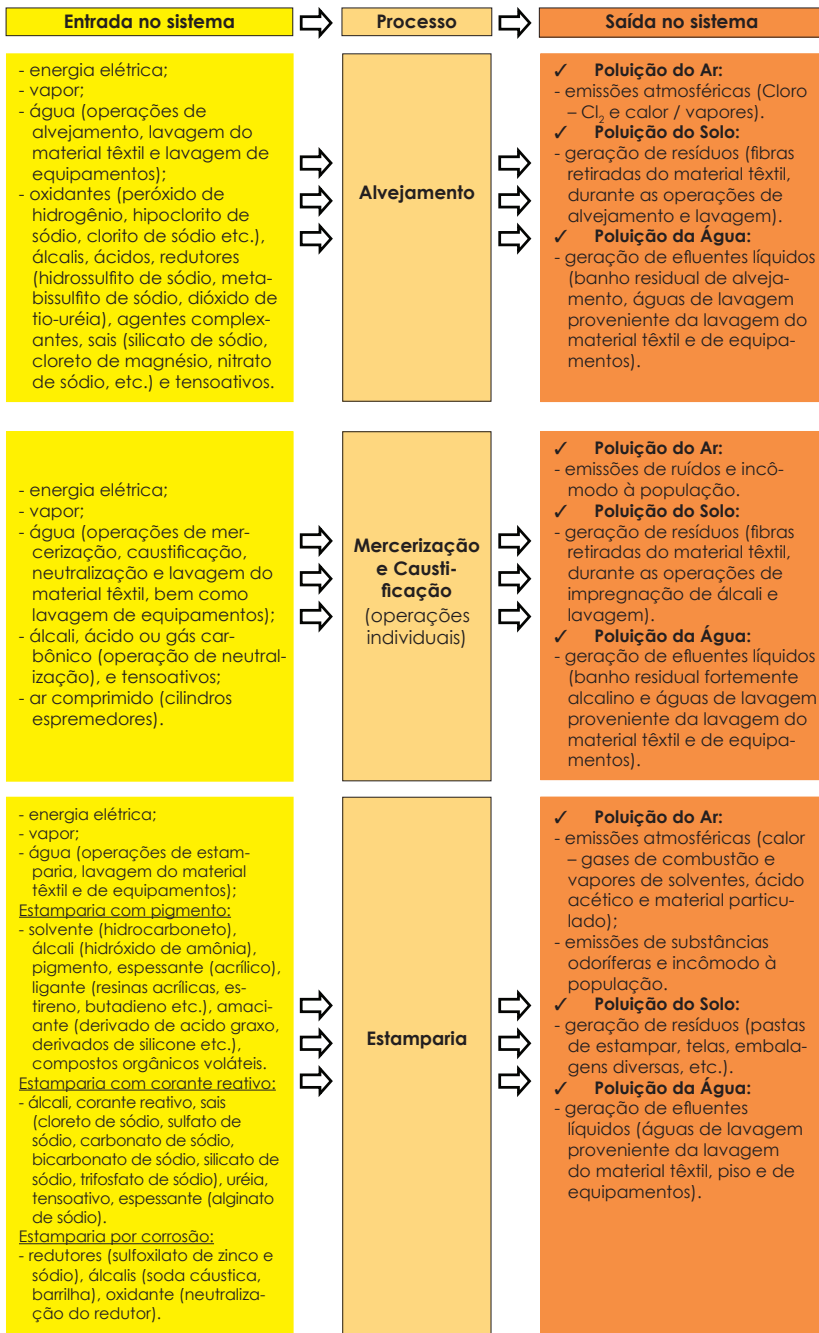 Entrada no sistema
Processo
Saída no sistema
- energia elétrica;
- vapor;
- água (operações de
alvejamento, lavagem do
material têxtil e lavagem de
equipamentos);
- oxidantes (peróxido de
hidrogênio, hipoclorito de
sódio, clorito de sódio etc.),
álcalis, ácidos, redutores
(hidrossulfito de sódio, meta-
bissulfito de sódio, dióxido de
tio-uréia), agentes complex-
antes, sais (silicato de sódio,
cloreto de magnésio, nitrato
de sódio, etc.) e tensoativos.
Alvejamento
✓ Poluição do Ar:
- emissões atmosféricas (Cloro
– Cl₂ e calor / vapores).
✓ Poluição do Solo:
- geração de resíduos (fibras
retiradas do material têxtil,
durante as operações de
alvejamento e lavagem).
✓ Poluição da Água:
- geração de efluentes líquidos
(banho residual de alveja-
mento, águas de lavagem
proveniente da lavagem do
material têxtil e de equipa-
mentos).
- energia elétrica;
- vapor;
- água (operações de mer-
cerização, caustificação,
neutralização e lavagem do
material têxtil, bem como
lavagem de equipamentos);
- álcali, ácido ou gás car-
bônico (operação de neutral-
ização), e tensoativos;
- ar comprimido (cilindros
espremedores).
Mercerização
e Causti-
ficação
(operações
individuais)
✓ Poluição do Ar:
- emissões de ruídos e incô-
modo à população.
✓ Poluição do Solo:
- geração de resíduos (fibras
retiradas do material têxtil,
durante as operações de
impregnação de álcali e
lavagem).
✓ Poluição da Água:
- geração de efluentes líquidos
(banho residual fortemente
alcalino e águas de lavagem
proveniente da lavagem do
material têxtil e de equipa-
mentos).
- energia elétrica;
- vapor;
- água (operações de estam-
paria, lavagem do material
têxtil e de equipamentos);
Estamparia com pigmento:
- solvente (hidrocarboneto),
álcali (hidróxido de amônia),
pigmento, espessante (acrílico),
ligante (resinas acrílicas, es-
tireno, butadieno etc.), amaci-
ante (derivado de acido graxo,
derivados de silicone etc.),
compostos orgânicos voláteis.
Estamparia com corante reativo:
- álcali, corante reativo, sais
(cloreto de sódio, sulfato de
sódio, carbonato de sódio,
bicarbonato de sódio, silicato de
sódio, trifosfato de sódio), uréia,
tensoativo, espessante (alginato
de sódio).
Estamparia por corrosão:
- redutores (sulfoxilato de zinco e
sódio), álcalis (soda cáustica,
barrilha), oxidante (neutraliza-
ção do redutor).
Estamparia
✓ Poluição do Ar:
- emissões atmosféricas (calor
– gases de combustão e
vapores de solventes, ácido
acético e material particu-
lado);
- emissões de substâncias
odoríferas e incômodo à
população.
✓ Poluição do Solo:
- geração de resíduos (pastas
de estampar, telas, embala-
gens diversas, etc.).
✓ Poluição da Água:
- geração de efluentes
líquidos (águas de lavagem
proveniente da lavagem
do material têxtil, piso e de
equipamentos).